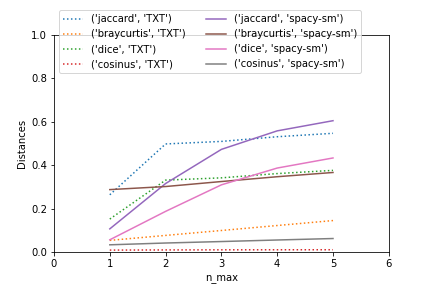 ('jaccard', 'TXT')
('braycurtis', 'TXT')
('dice', 'TXT')
('cosinus', 'TXT')
('jaccard', 'spacy-sm')
('braycurtis', 'spacy-sm')
('dice', 'spacy-sm')
('cosinus', 'spacy-sm')
1.0
0.8
0.6
0.4
0.2
0.0
Distances
0 1 2 3 4 5 6
n_max